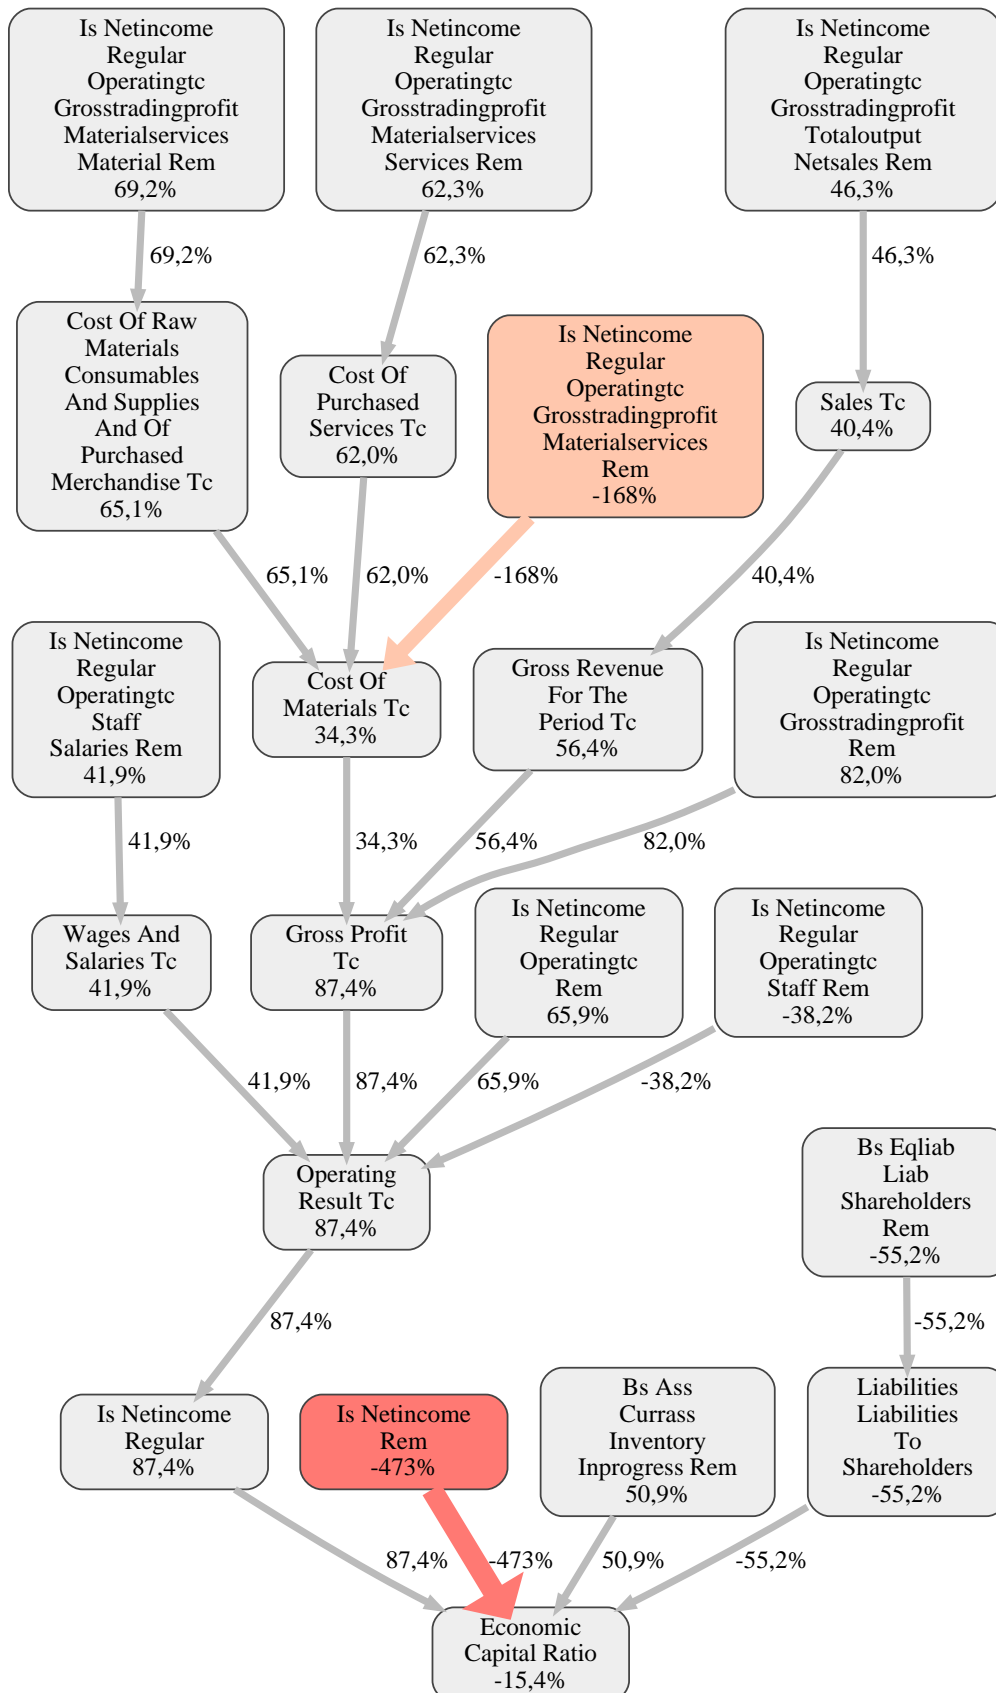 Is Netincome
Regular
Operatingtc
Grosstradingprofit
Materialservices
Material Rem
69,2%
Is Netincome
Regular
Operatingtc
Grosstradingprofit
Materialservices
Services Rem
62,3%
Is Netincome
Regular
Operatingtc
Grosstradingprofit
Totaloutput
Netsales Rem
46,3%
69,2%
62,3%
46,3%
Cost Of Raw
Materials
Consumables
And Supplies
And Of
Purchased
Merchandise Tc
65,1%
Cost Of
Purchased
Services Tc
62,0%
Is Netincome
Regular
Operatingtc
Grosstradingprofit
Materialservices
Rem
-168%
Sales Tc
40,4%
65,1%
62,0%
-168%
40,4%
Is Netincome
Regular
Operatingtc
Staff
Salaries Rem
41,9%
Cost Of
Materials Tc
34,3%
Gross Revenue
For The
Period Tc
56,4%
Is Netincome
Regular
Operatingtc
Grosstradingprofit
Rem
82,0%
41,9%
34,3%
56,4%
82,0%
Wages And
Salaries Tc
41,9%
Gross Profit
Tc
87,4%
Is Netincome
Regular
Operatingtc
Rem
65,9%
Is Netincome
Regular
Operatingtc
Staff Rem
-38,2%
41,9%
87,4%
65,9%
-38,2%
Operating
Result Tc
87,4%
Bs Eqliab
Liab
Shareholders
Rem
-55,2%
87,4%
-55,2%
Is Netincome
Regular
87,4%
Is Netincome
Rem
-473%
Bs Ass
Currass
Inventory
Inprogress Rem
50,9%
Liabilities
Liabilities
To
Shareholders
-55,2%
87,4%
-473%
50,9%
-55,2%
Economic
Capital Ratio
-15,4%